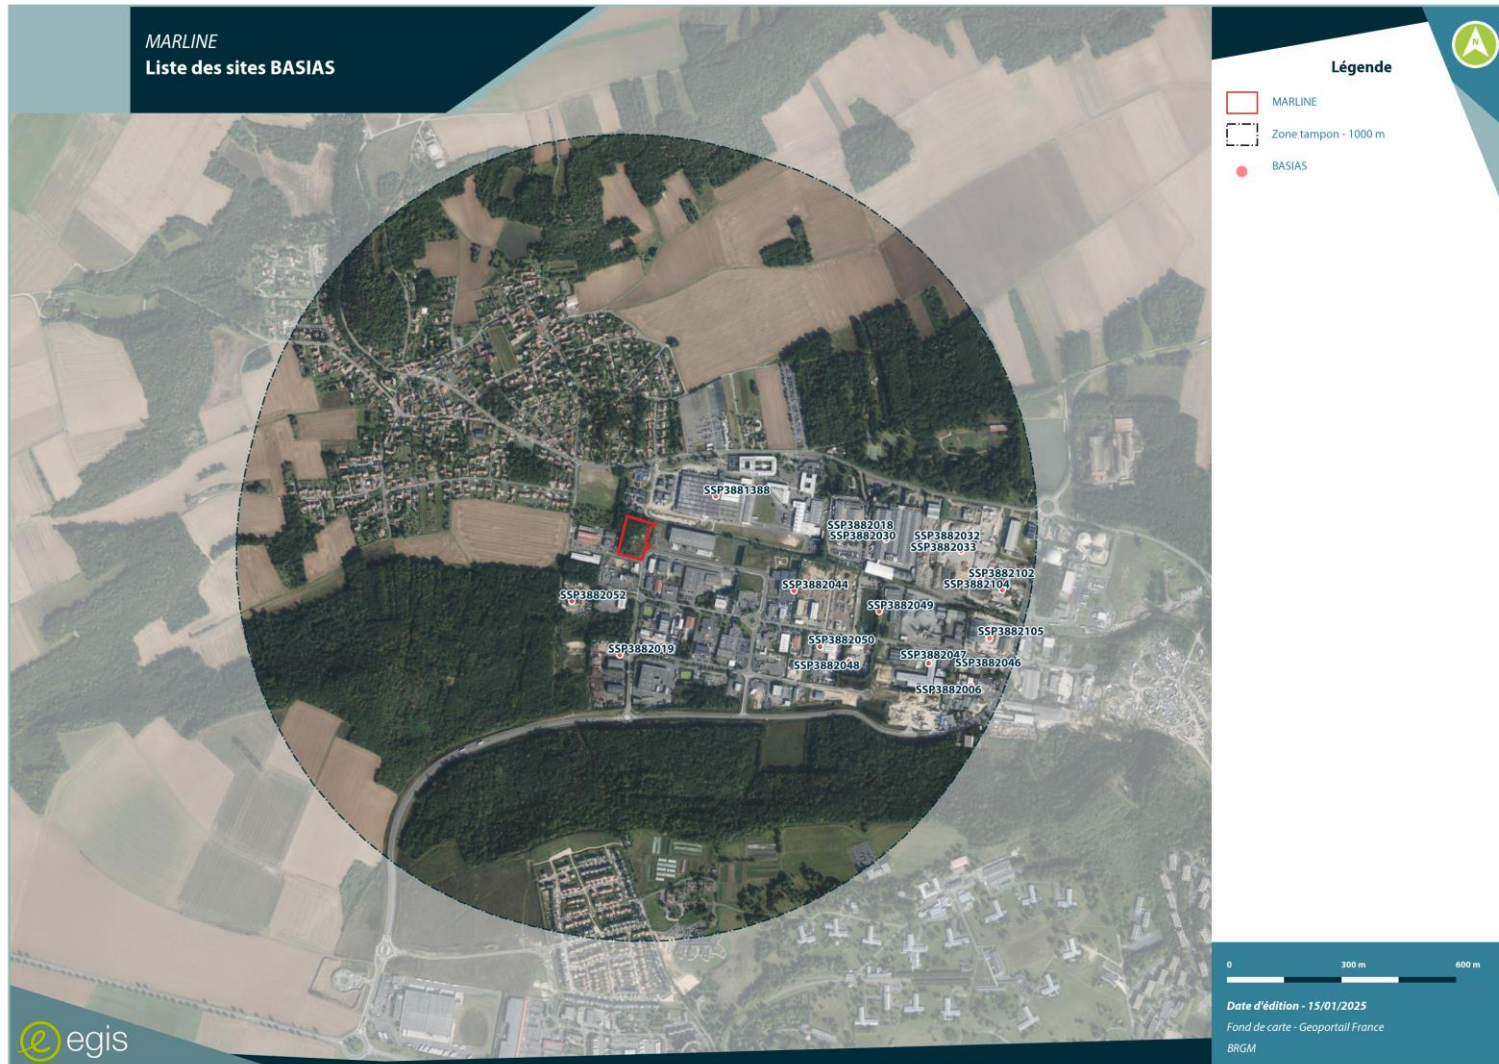 MARLINE
Liste des sites BASIAS
N
Légende
MARLINE
Zone tampon - 1000 m
BASIAS
SSP3881388
SSP3882018
SSP3882030
SSP3882032
SSP3882033
SSP3882102
SSP3882104
SSP3882044
SSP3882052
SSP3882049
SSP3882105
SSP3882050
SSP3882019
SSP3882047
SSP3882046
SSP3882048
SSP3882006
0 300 m 600 m
Date d'édition - 15/01/2025
Fond de carte - Geoportail France
BRGM
e egis